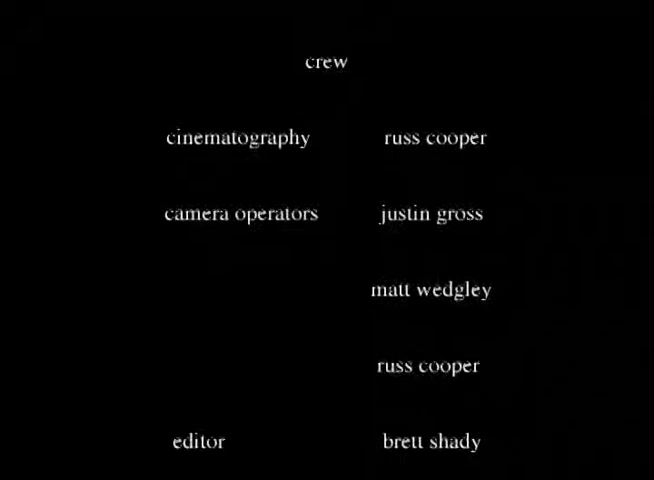 crew
cinematography russ cooper
camera operators justin gross
matt wedgley
russ cooper
editor brett shady